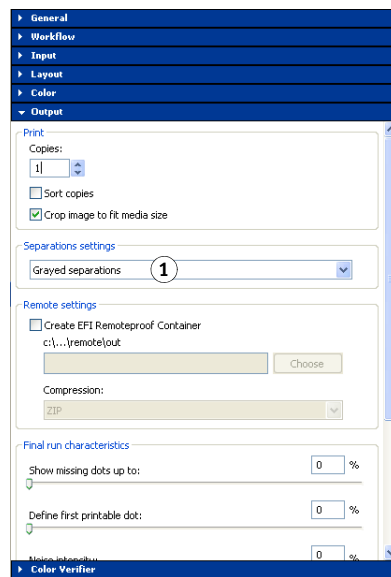 General
Workflow
Input
Layout
Color
Output
Print
Copies:
1
Sort copies
Crop image to fit media size
Separations settings
Grayed separations 1
Remote settings
Create EFI Remoteproof Container
c:\...\remote\out
Choose
Compression:
ZIP
Final run characteristics
Show missing dots up to: 0 %
Define first printable dot: 0 %
Noise intensity: 0 %
Color Verifier